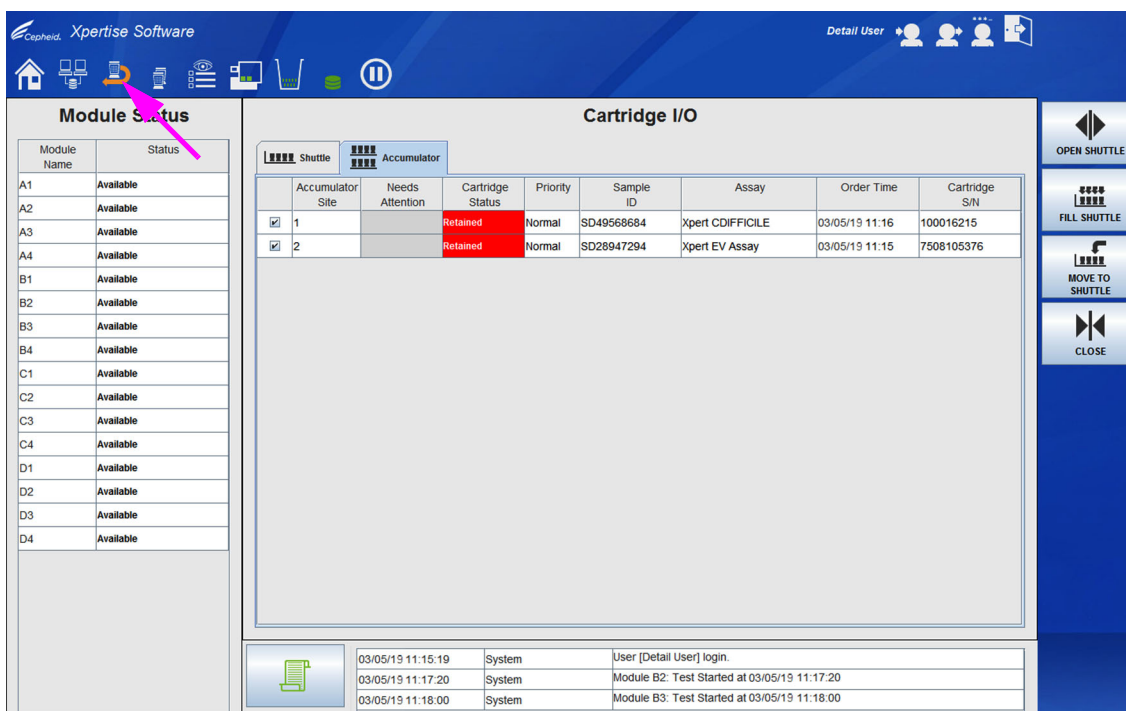 Cepheid. Xpertise Software
Detail User
Module Status
Module Name Status
A1 Available
A2 Available
A3 Available
A4 Available
B1 Available
B2 Available
B3 Available
B4 Available
C1 Available
C2 Available
C3 Available
C4 Available
D1 Available
D2 Available
D3 Available
D4 Available
Cartridge I/O
Shuttle Accumulator
Accumulator Site Needs Attention Cartridge Status Priority Sample ID Assay Order Time Cartridge S/N
1 Retained Normal SD49568684 Xpert CDIFFICILE 03/05/19 11:16 100016215
2 Retained Normal SD28947294 Xpert EV Assay 03/05/19 11:15 7508105376
03/05/19 11:15:19 System User [Detail User] login.
03/05/19 11:17:20 System Module B2: Test Started at 03/05/19 11:17:20
03/05/19 11:18:00 System Module B3: Test Started at 03/05/19 11:18:00
OPEN SHUTTLE
FILL SHUTTLE
MOVE TO
SHUTTLE
CLOSE